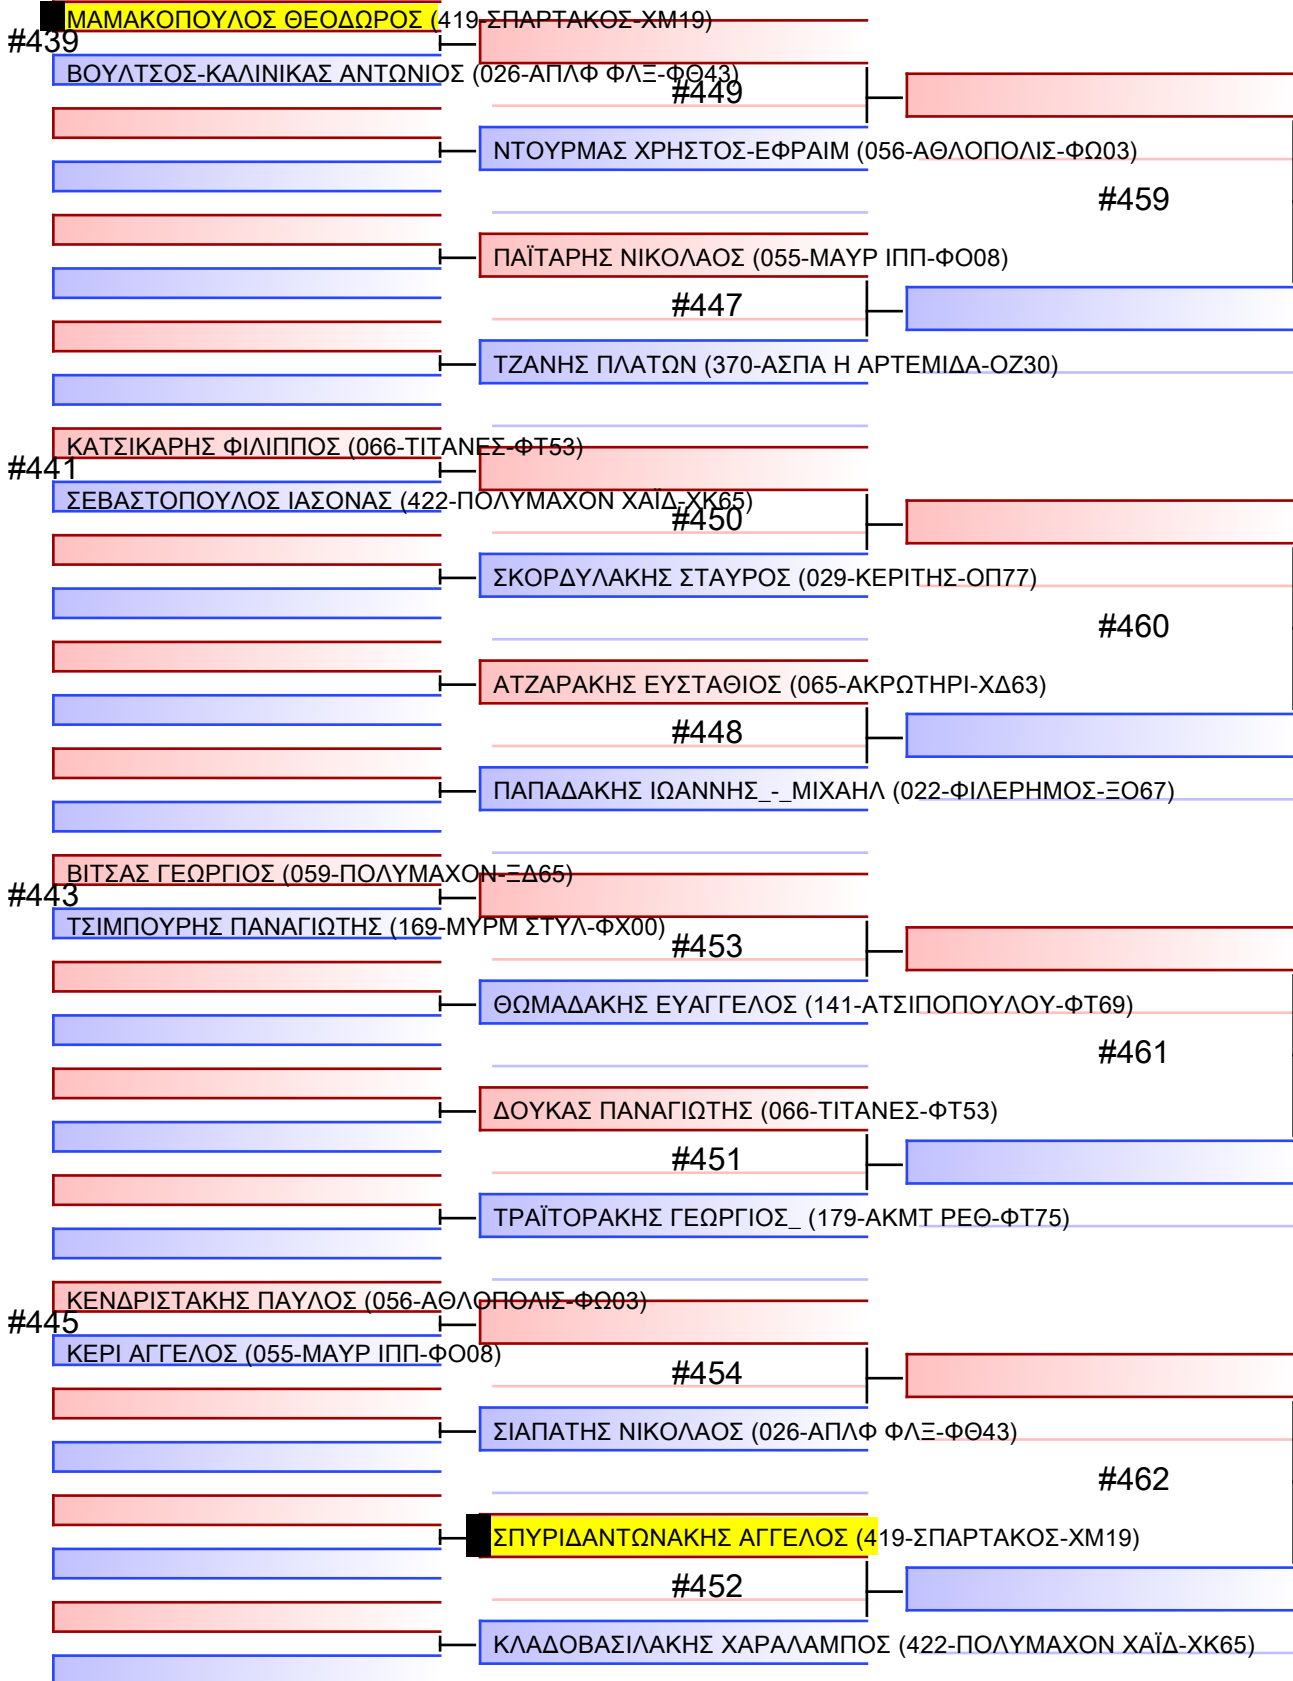 ΜΑΜΑΚΟΠΟΥΛΟΣ ΘΕΟΔΩΡΟΣ (419-ΣΠΑΡΤΑΚΟΣ-ΧΜ19)
#439
ΒΟΥΛΤΣΟΣ-ΚΑΛΙΝΙΚΑΣ ΑΝΤΩΝΙΟΣ (026-ΑΠΛΦ ΦΛΞ-ΦΘ43)
#449
ΝΤΟΥΡΜΑΣ ΧΡΗΣΤΟΣ-ΕΦΡΑΙΜ (056-ΑΘΛΟΠΟΛΙΣ-ΦΩ03)
#459
ΠΑΪΤΑΡΗΣ ΝΙΚΟΛΑΟΣ (055-ΜΑΥΡ ΙΠΠ-ΦΟ08)
#447
ΤΖΑΝΗΣ ΠΛΑΤΩΝ (370-ΑΣΠΑ Η ΑΡΤΕΜΙΔΑ-ΟΖ30)
ΚΑΤΣΙΚΑΡΗΣ ΦΙΛΙΠΠΟΣ (066-ΤΙΤΑΝΕΣ-ΦΤ53)
#441
ΣΕΒΑΣΤΟΠΟΥΛΟΣ ΙΑΣΟΝΑΣ (422-ΠΟΛΥΜΑΧΟΝ ΧΑΪΔ-ΧΚ65)
#450
ΣΚΟΡΔΥΛΑΚΗΣ ΣΤΑΥΡΟΣ (029-ΚΕΡΙΤΗΣ-ΟΠ77)
#460
ΑΤΖΑΡΑΚΗΣ ΕΥΣΤΑΘΙΟΣ (065-ΑΚΡΩΤΗΡΙ-ΧΔ63)
#448
ΠΑΠΑΔΑΚΗΣ ΙΩΑΝΝΗΣ_-_ΜΙΧΑΗΛ (022-ΦΙΛΕΡΗΜΟΣ-ΞΟ67)
ΒΙΤΣΑΣ ΓΕΩΡΓΙΟΣ (059-ΠΟΛΥΜΑΧΟΝ-ΞΔ65)
#443
ΤΣΙΜΠΟΥΡΗΣ ΠΑΝΑΓΙΩΤΗΣ (169-ΜΥΡΜ ΣΤΥΛ-ΦΧ00)
#453
ΘΩΜΑΔΑΚΗΣ ΕΥΑΓΓΕΛΟΣ (141-ΑΤΣΙΠΟΠΟΥΛΟΥ-ΦΤ69)
#461
ΔΟΥΚΑΣ ΠΑΝΑΓΙΩΤΗΣ (066-ΤΙΤΑΝΕΣ-ΦΤ53)
#451
ΤΡΑΪΤΟΡΑΚΗΣ ΓΕΩΡΓΙΟΣ_ (179-ΑΚΜΤ ΡΕΘ-ΦΤ75)
ΚΕΝΔΡΙΣΤΑΚΗΣ ΠΑΥΛΟΣ (056-ΑΘΛΟΠΟΛΙΣ-ΦΩ03)
#445
ΚΕΡΙ ΑΓΓΕΛΟΣ (055-ΜΑΥΡ ΙΠΠ-ΦΟ08)
#454
ΣΙΑΠΑΤΗΣ ΝΙΚΟΛΑΟΣ (026-ΑΠΛΦ ΦΛΞ-ΦΘ43)
#462
ΣΠΥΡΙΔΑΝΤΩΝΑΚΗΣ ΑΓΓΕΛΟΣ (419-ΣΠΑΡΤΑΚΟΣ-ΧΜ19)
#452
ΚΛΑΔΟΒΑΣΙΛΑΚΗΣ ΧΑΡΑΛΑΜΠΟΣ (422-ΠΟΛΥΜΑΧΟΝ ΧΑΪΔ-ΧΚ65)